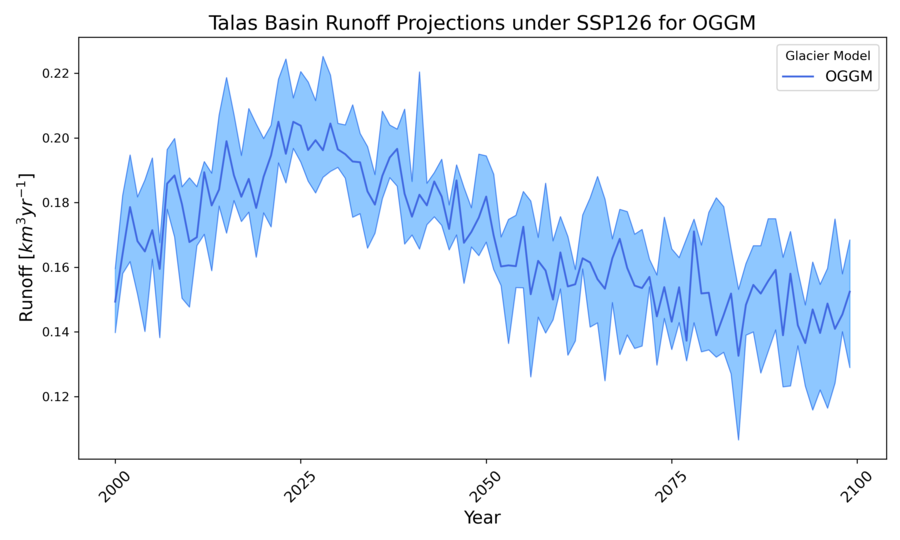 Talas Basin Runoff Projections under SSP126 for OGGM
Glacier Model
OGGM
Runoff [km³yr⁻¹]
0.22
0.20
0.18
0.16
0.14
0.12
2000
2025
2050
2075
2100
Year